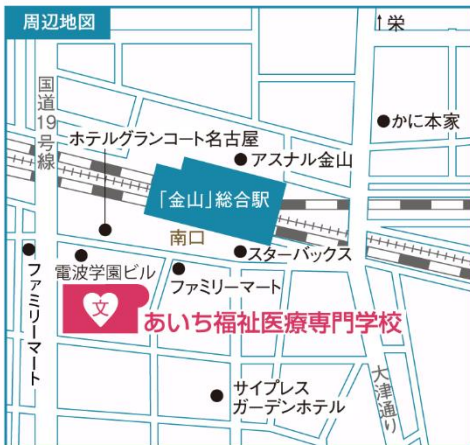 周辺地図
↑栄
国道19号線
ホテルグランコート名古屋
かに本家
アスナル金山
「金山」総合駅
南口
スターバックス
電波学園ビル
ファミリーマート
ファミリーマート
文
あいち福祉医療専門学校
サイプレス
ガーデンホテル
大津通り